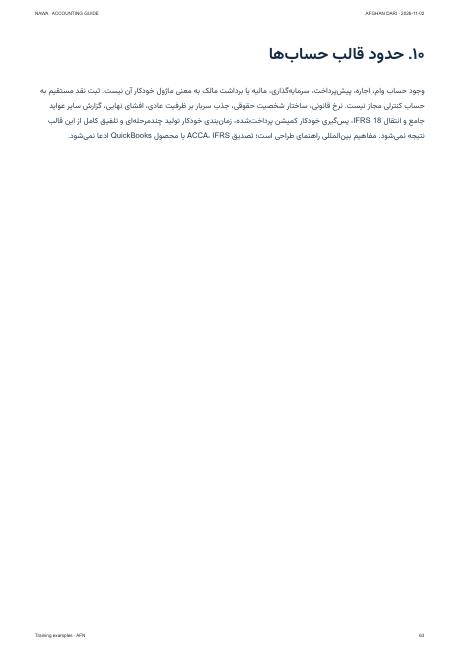 NAWA · ACCOUNTING GUIDE
AFGHAN DARI · 2026-11-02
۱۰. حدود قالب حساب‌ها
وجود حساب وام، اجاره، پیش‌پرداخت، سرمایه‌گذاری، مالیه یا برداشت مالک به معنی ماژول خودکار آن نیست. ثبت نقد مستقیم به
حساب کنترلی مجاز نیست. نرخ قانونی، ساختار شخصیت حقوقی، جذب سربار بر ظرفیت عادی، افشای نهایی، گزارش سایر عواید
جامع و انتقال IFRS 18، پس‌گیری خودکار کمیشن پرداخت‌شده، زمان‌بندی خودکار تولید چندمرحله‌ای و تلفیق کامل از این قالب
نتیجه نمی‌شود. مفاهیم بین‌المللی راهنمای طراحی است؛ تصدیق ACCA، IFRS یا محصول QuickBooks ادعا نمی‌شود.
Training examples · AFN
63